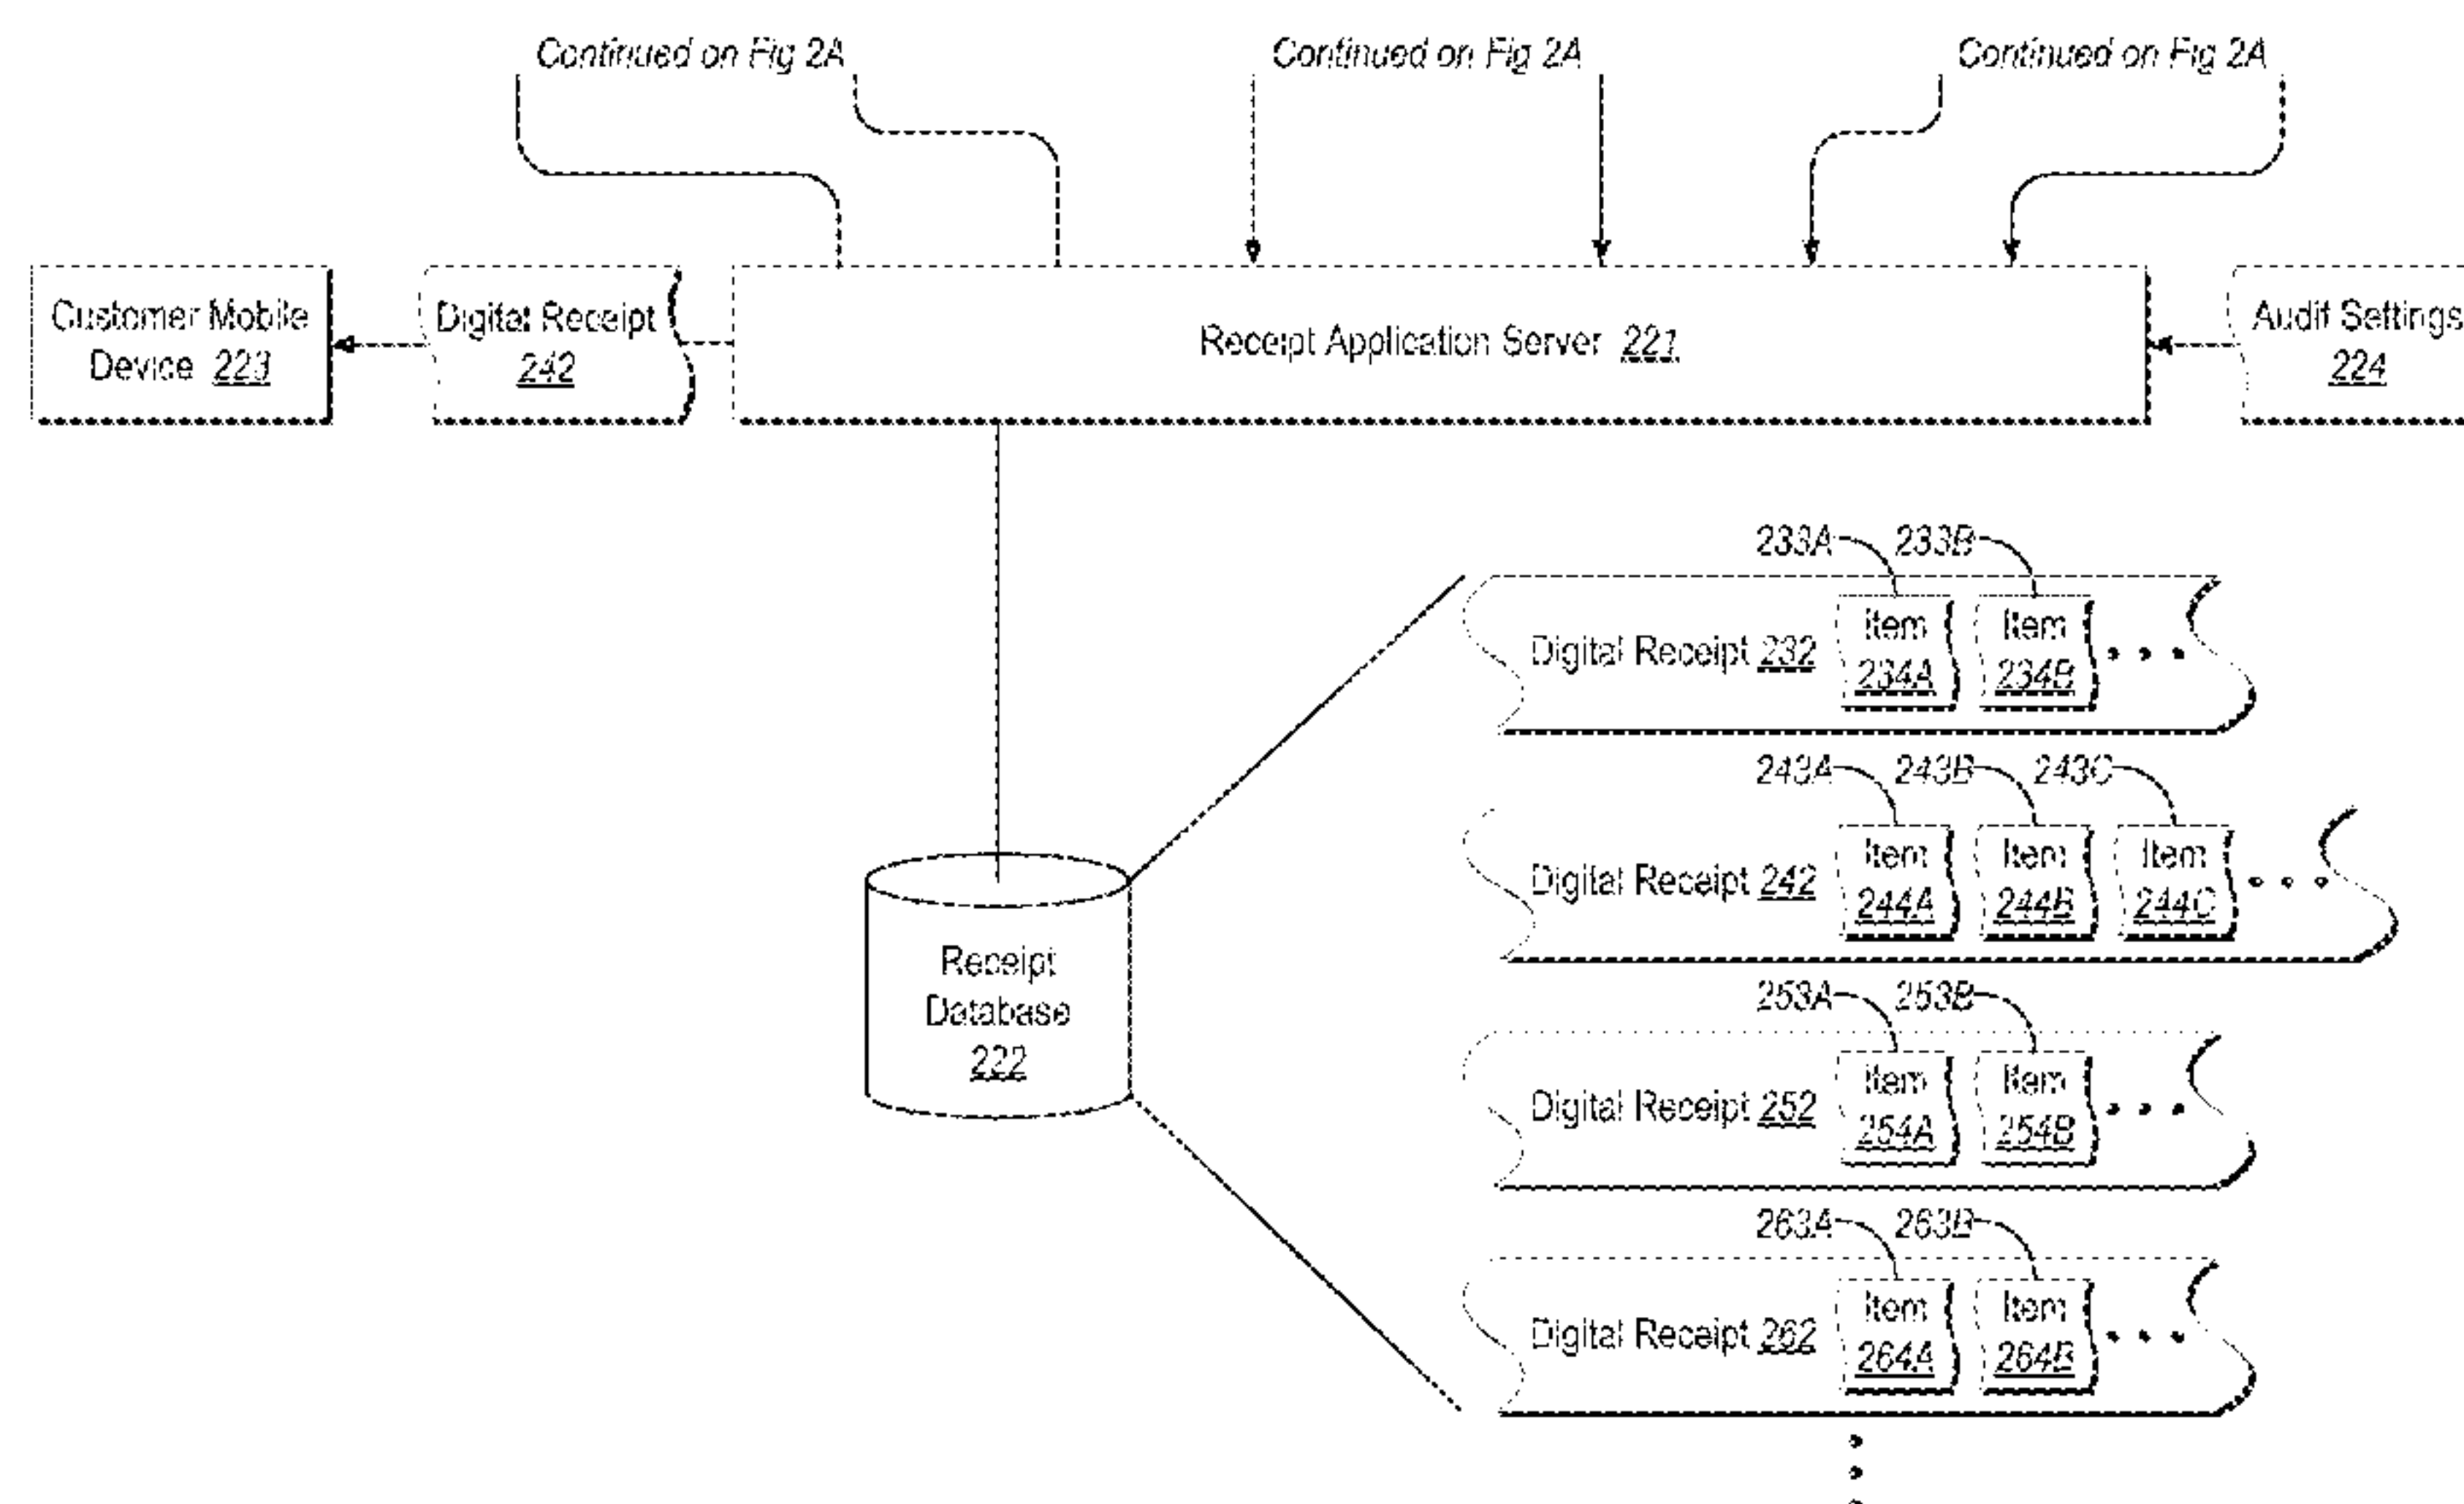 Continued on Fig 2A
Continued on Fig 2A
Continued on Fig 2A
Customer Mobile
Device 223
Digital Receipt
242
Receipt Application Server 221
Audit Settings
224
233A 233B
Digital Receipt 232
Item
234A
Item
234B
243A 243B 243C
Digital Receipt 242
Item
244A
Item
244B
Item
244C
Receipt
Database
222
253A 253B
Digital Receipt 252
Item
254A
Item
254B
263A 263B
Digital Receipt 262
Item
264A
Item
264B